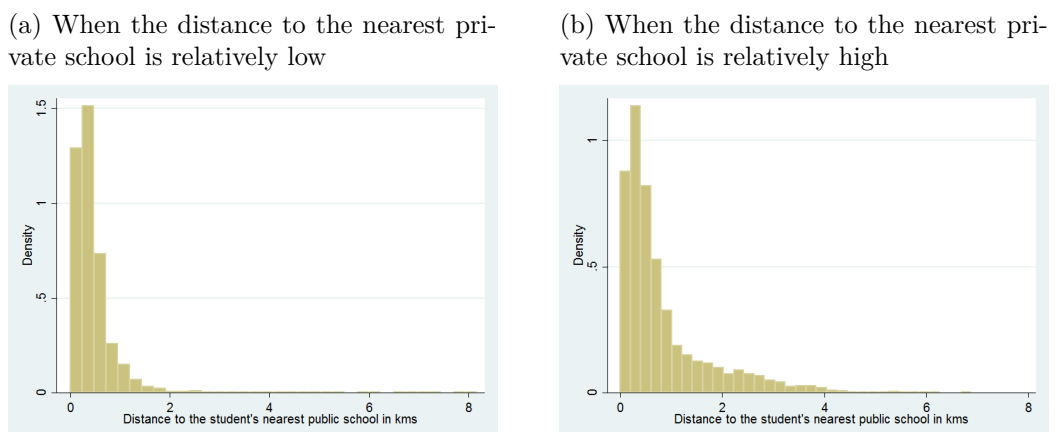 (a) When the distance to the nearest pri-
vate school is relatively low
1.5
1
.5
0
Density
0 2 4 6 8
Distance to the student's nearest public school in kms
(b) When the distance to the nearest pri-
vate school is relatively high
1
.5
0
Density
0 2 4 6 8
Distance to the student's nearest public school in kms